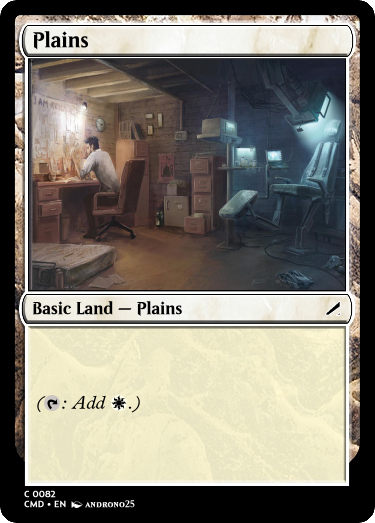 Plains
Basic Land — Plains
(: Add .)
C 0082
CMD • EN ANDRONO25